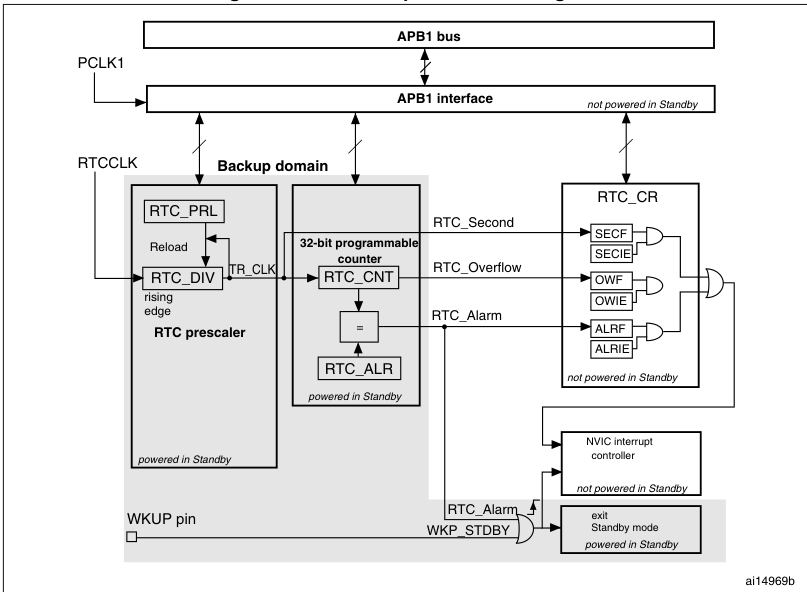 APB1 bus
PCLK1
APB1 interface
not powered in Standby
RTCCLK
Backup domain
RTC_PRL
Reload
RTC_DIV
TR_CLK
rising
edge
RTC prescaler
powered in Standby
32-bit programmable
counter
RTC_CNT
=
RTC_ALR
powered in Standby
RTC_Second
RTC_Overflow
RTC_Alarm
RTC_CR
SECF
SECIE
OWF
OWIE
ALRF
ALRIE
not powered in Standby
NVIC interrupt
controller
not powered in Standby
RTC_Alarm
WKUP pin
WKP_STDBY
exit
Standby mode
powered in Standby
ai14969b